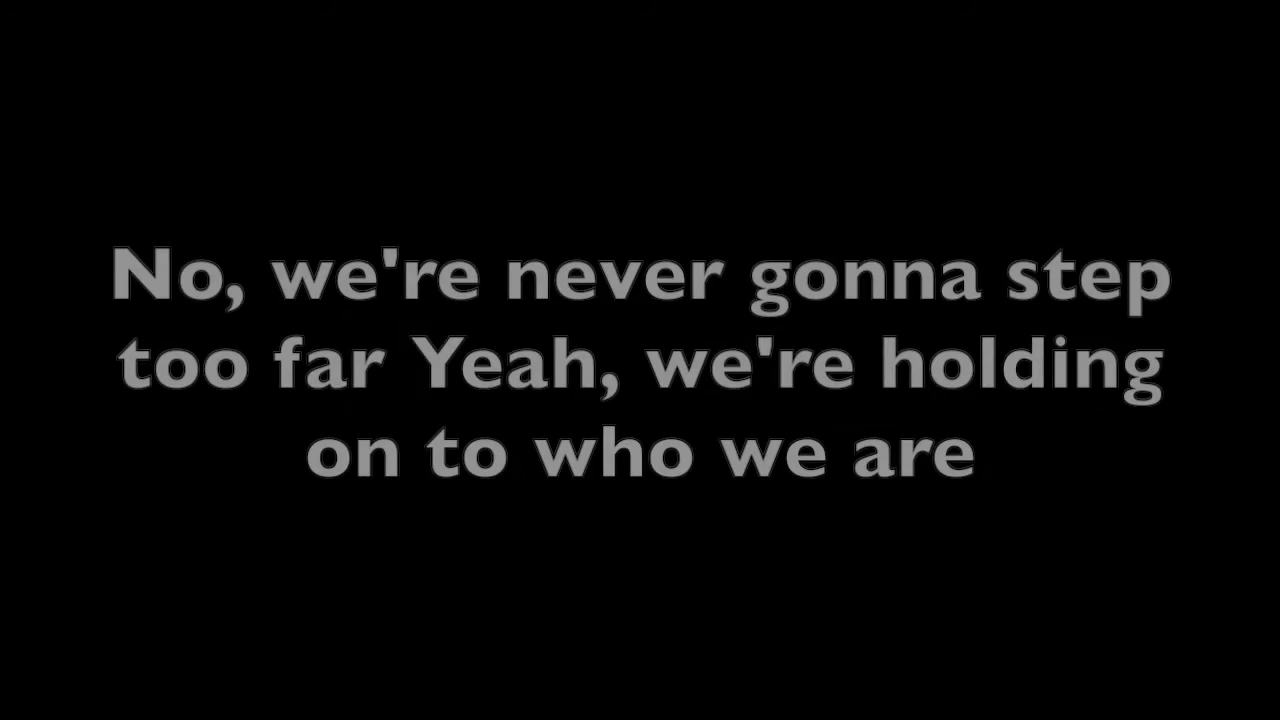 No, we're never gonna step
too far Yeah, we're holding
on to who we are